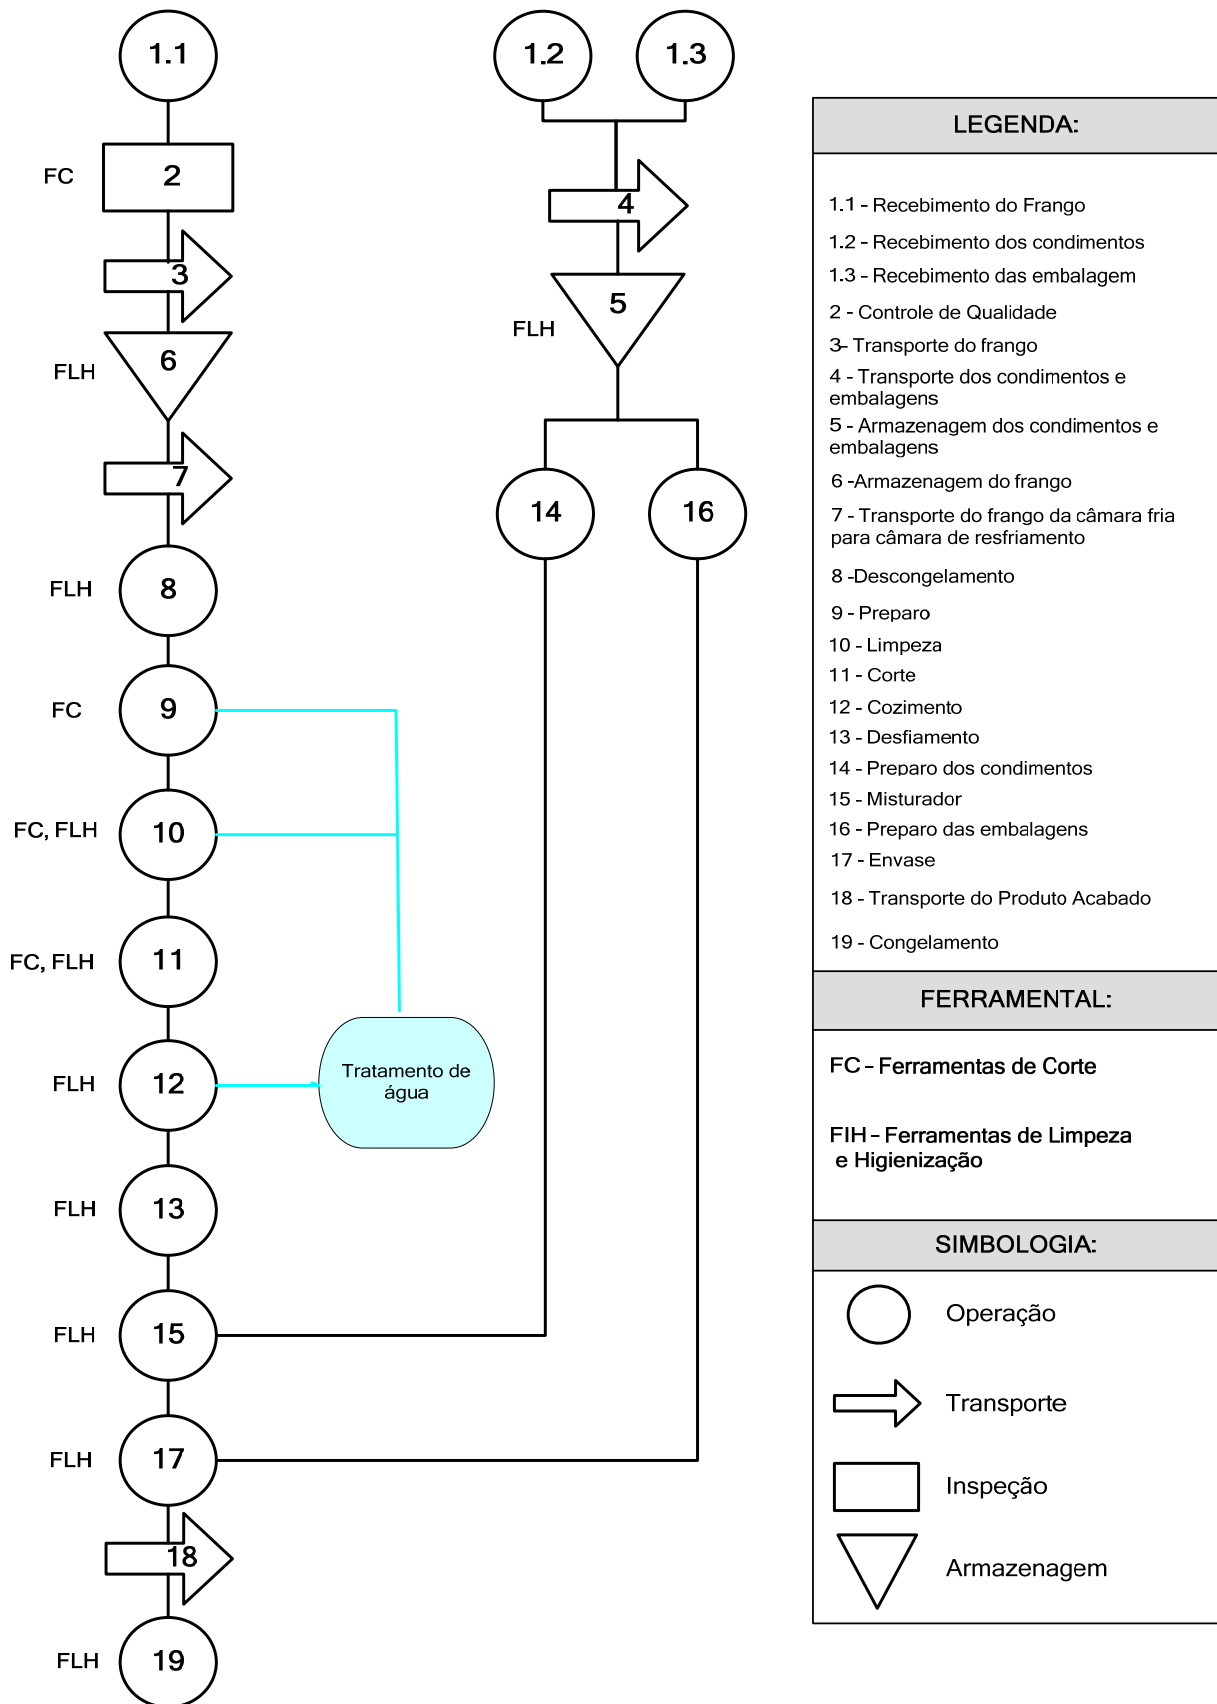 1.1
1.2
1.3
FC
2
3
4
FLH
5
FLH
6
7
14
16
FLH
8
FC
9
FC, FLH
10
FC, FLH
11
FLH
12
Tratamento de
água
FLH
13
FLH
15
FLH
17
18
FLH
19
LEGENDA:
1.1 - Recebimento do Frango
1.2 - Recebimento dos condimentos
1.3 - Recebimento das embalagem
2 - Controle de Qualidade
3- Transporte do frango
4 - Transporte dos condimentos e
embalagens
5 - Armazenagem dos condimentos e
embalagens
6 -Armazenagem do frango
7 - Transporte do frango da câmara fria
para câmara de resfriamento
8 -Descongelamento
9 - Preparo
10 - Limpeza
11 - Corte
12 - Cozimento
13 - Desfiamento
14 - Preparo dos condimentos
15 - Misturador
16 - Preparo das embalagens
17 - Envase
18 - Transporte do Produto Acabado
19 - Congelamento
FERRAMENTAL:
FC - Ferramentas de Corte
FlH - Ferramentas de Limpeza
e Higienização
SIMBOLOGIA:
Operação
Transporte
Inspeção
Armazenagem